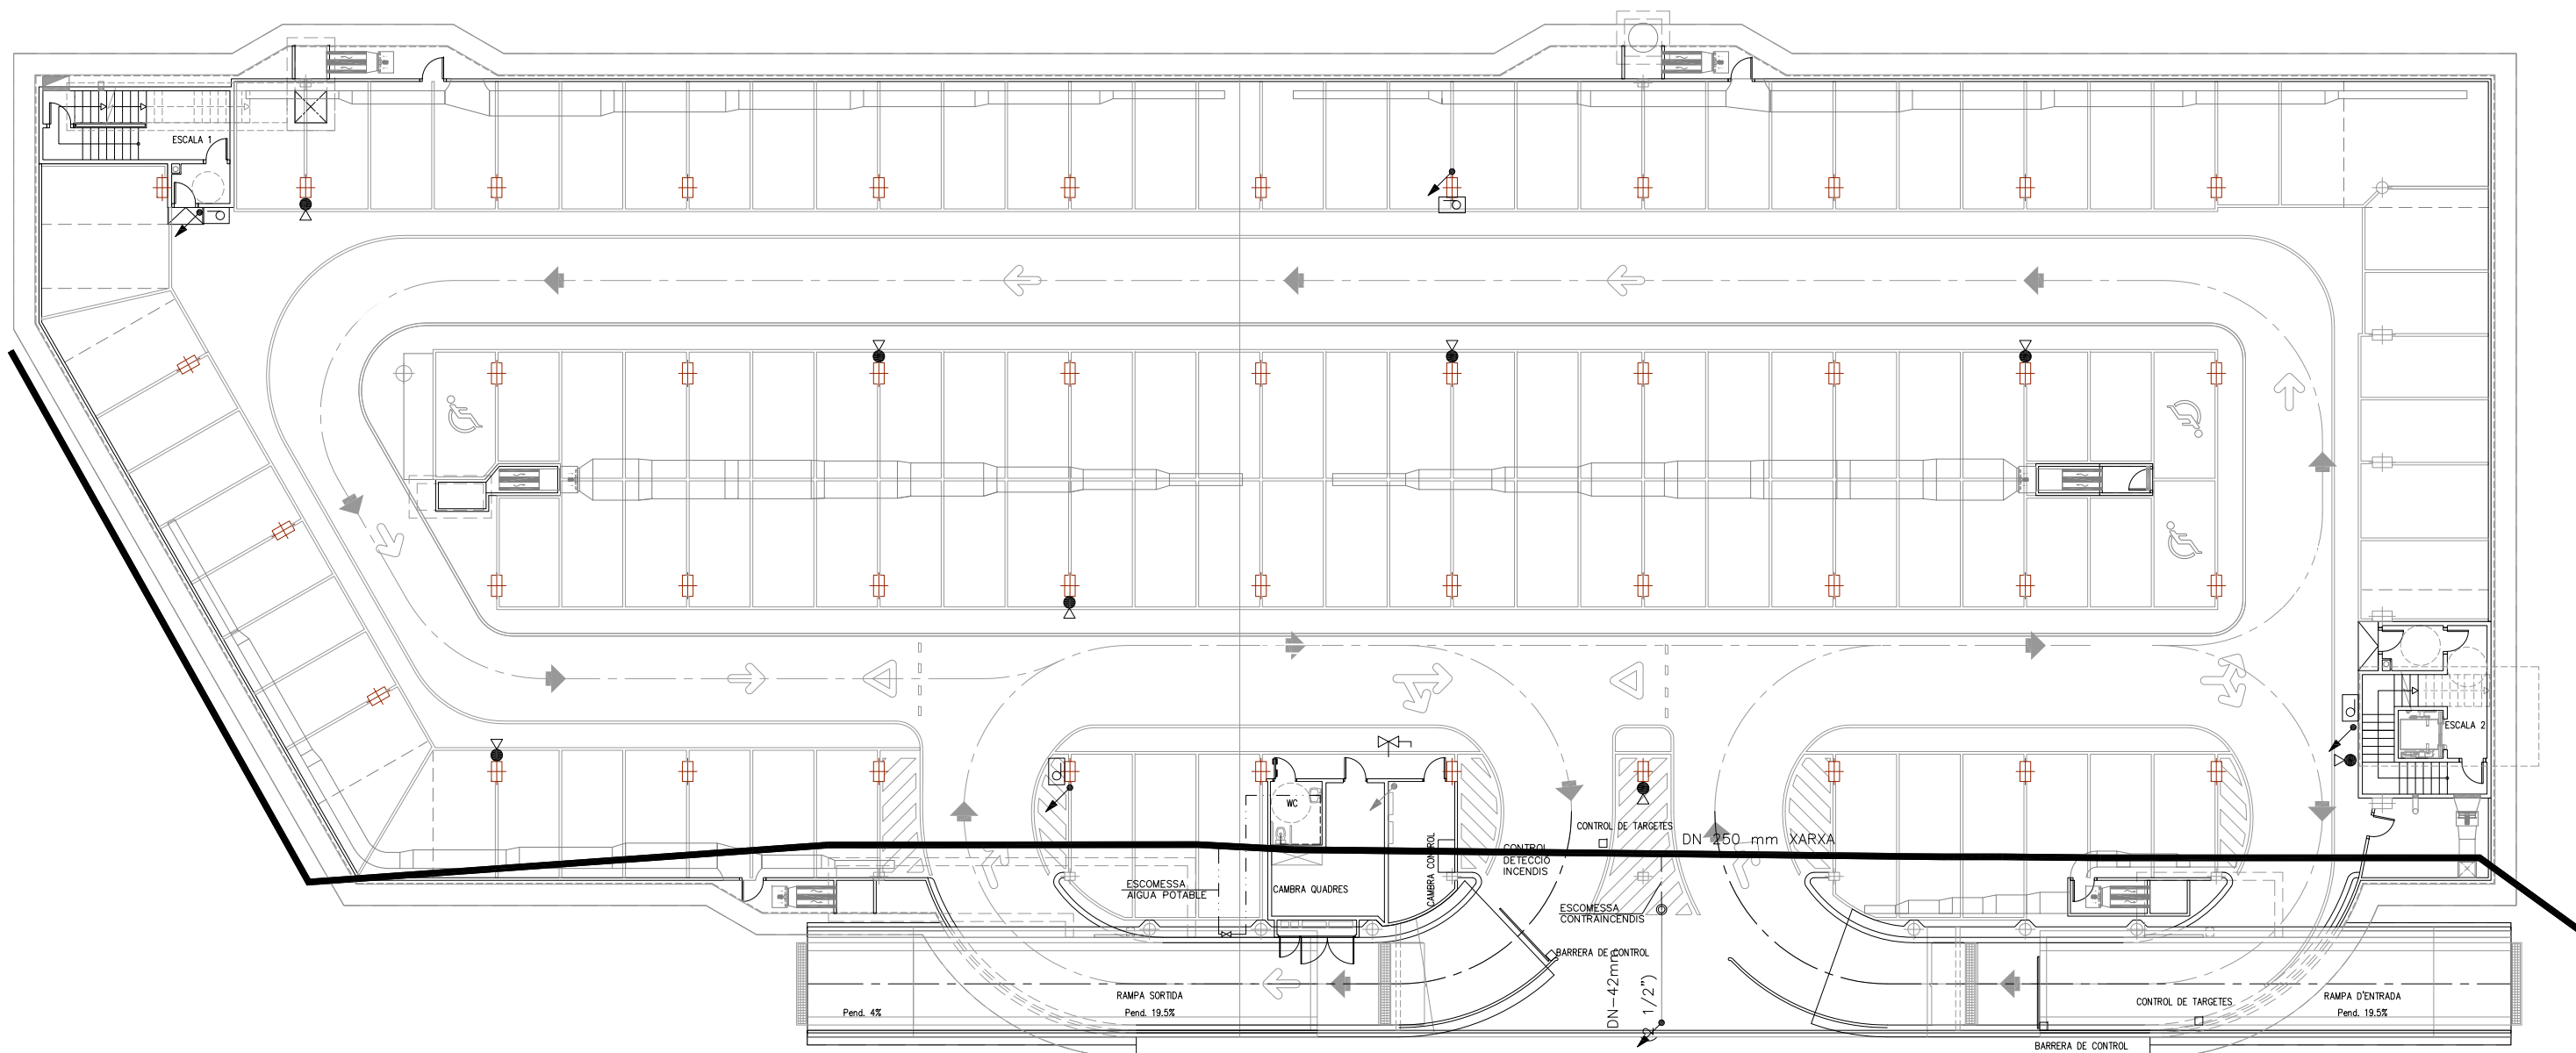 ESCALA 1
ESCALA 2
WC
CONTROL DE TARGETES
DN 250 mm XARXA
CONTROL
DETECCIÓ
INCENDIS
CAMBRA CONTROL
ESCOMESSA
AIGUA POTABLE
CAMBRA QUADRES
ESCOMESSA
CONTRAINCENDIS
BARRERA DE CONTROL
DN-42mm
(2 1/2")
RAMPA SORTIDA
Pend. 4%
Pend. 19.5%
CONTROL DE TARGETES
RAMPA D'ENTRADA
Pend. 19.5%
BARRERA DE CONTROL